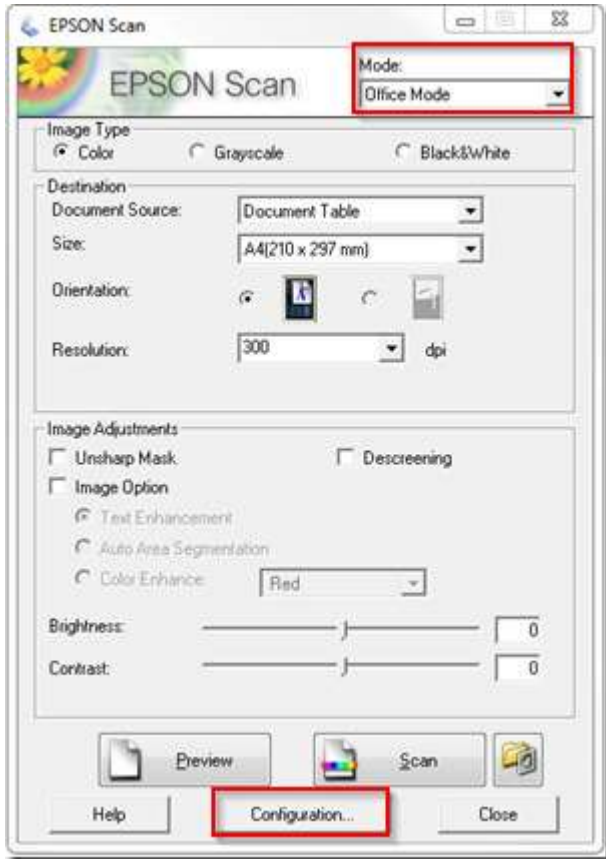 EPSON Scan
EPSON Scan
Mode:
Office Mode
Image Type
Color Grayscale Black&White
Destination
Document Source: Document Table
Size: A4(210 x 297 mm)
Orientation:
Resolution: 300 dpi
Image Adjustments
Unsharp Mask Descreening
Image Option
Text Enhancement
Auto Area Segmentation
Color Enhance: Red
Brightness: 0
Contrast: 0
Preview Scan
Help Configuration... Close